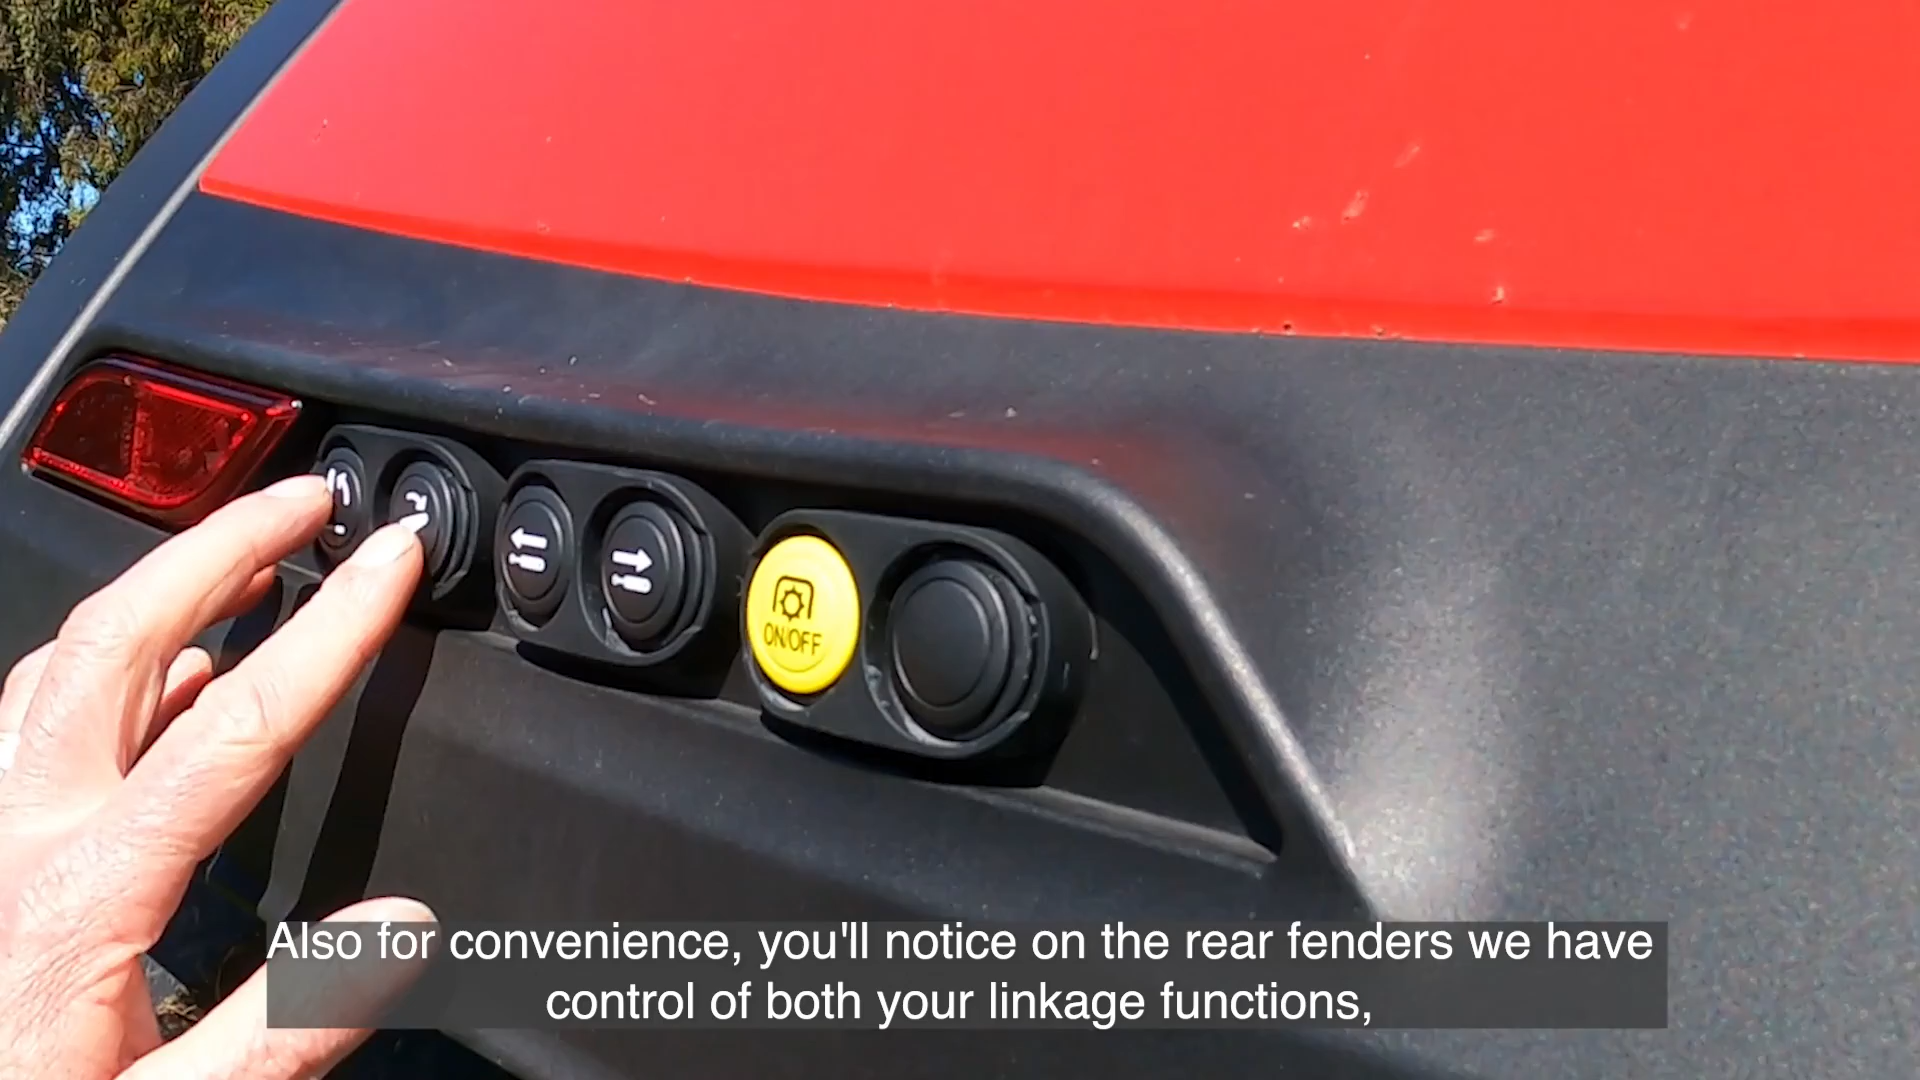 ON/OFF
Also for convenience, you'll notice on the rear fenders we have
control of both your linkage functions,